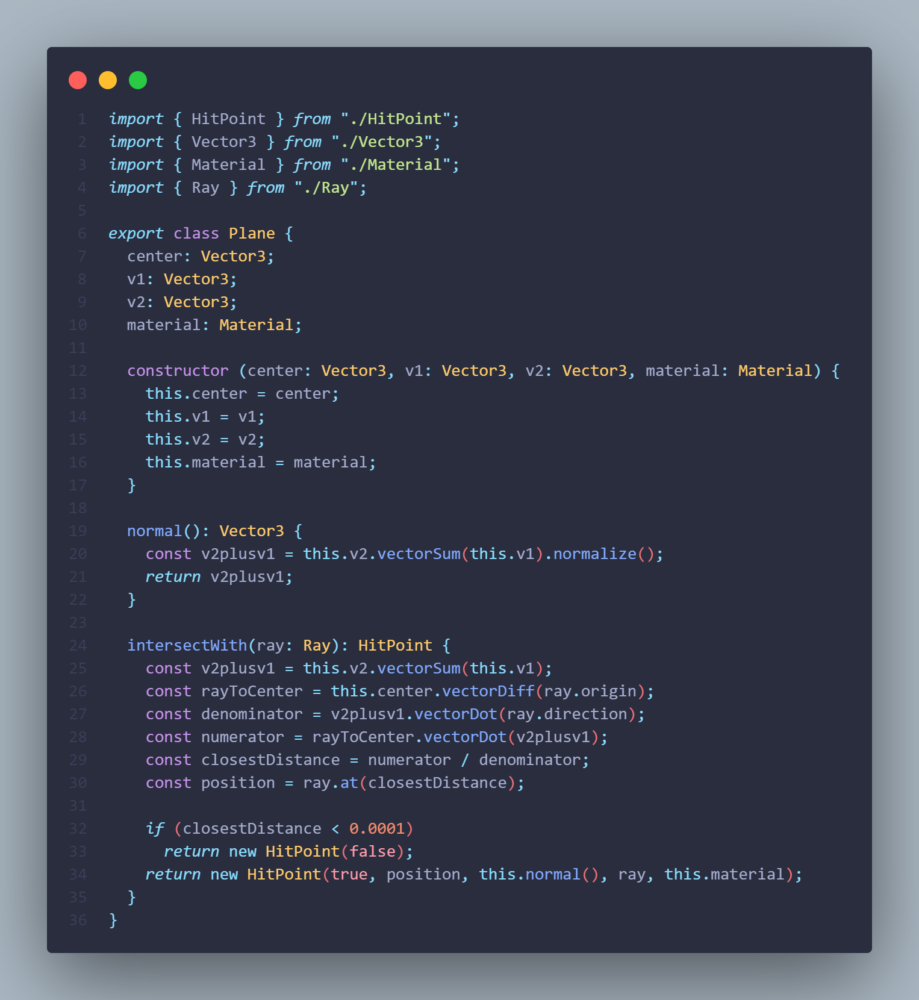 1 import { HitPoint } from "./HitPoint";
2 import { Vector3 } from "./Vector3";
3 import { Material } from "./Material";
4 import { Ray } from "./Ray";
5
6 export class Plane {
7   center: Vector3;
8   v1: Vector3;
9   v2: Vector3;
10   material: Material;
11
12   constructor (center: Vector3, v1: Vector3, v2: Vector3, material: Material) {
13     this.center = center;
14     this.v1 = v1;
15     this.v2 = v2;
16     this.material = material;
17   }
18
19   normal(): Vector3 {
20     const v2plusv1 = this.v2.vectorSum(this.v1).normalize();
21     return v2plusv1;
22   }
23
24   intersectWith(ray: Ray): HitPoint {
25     const v2plusv1 = this.v2.vectorSum(this.v1);
26     const rayToCenter = this.center.vectorDiff(ray.origin);
27     const denominator = v2plusv1.vectorDot(ray.direction);
28     const numerator = rayToCenter.vectorDot(v2plusv1);
29     const closestDistance = numerator / denominator;
30     const position = ray.at(closestDistance);
31
32     if (closestDistance < 0.0001)
33       return new HitPoint(false);
34     return new HitPoint(true, position, this.normal(), ray, this.material);
35   }
36 }